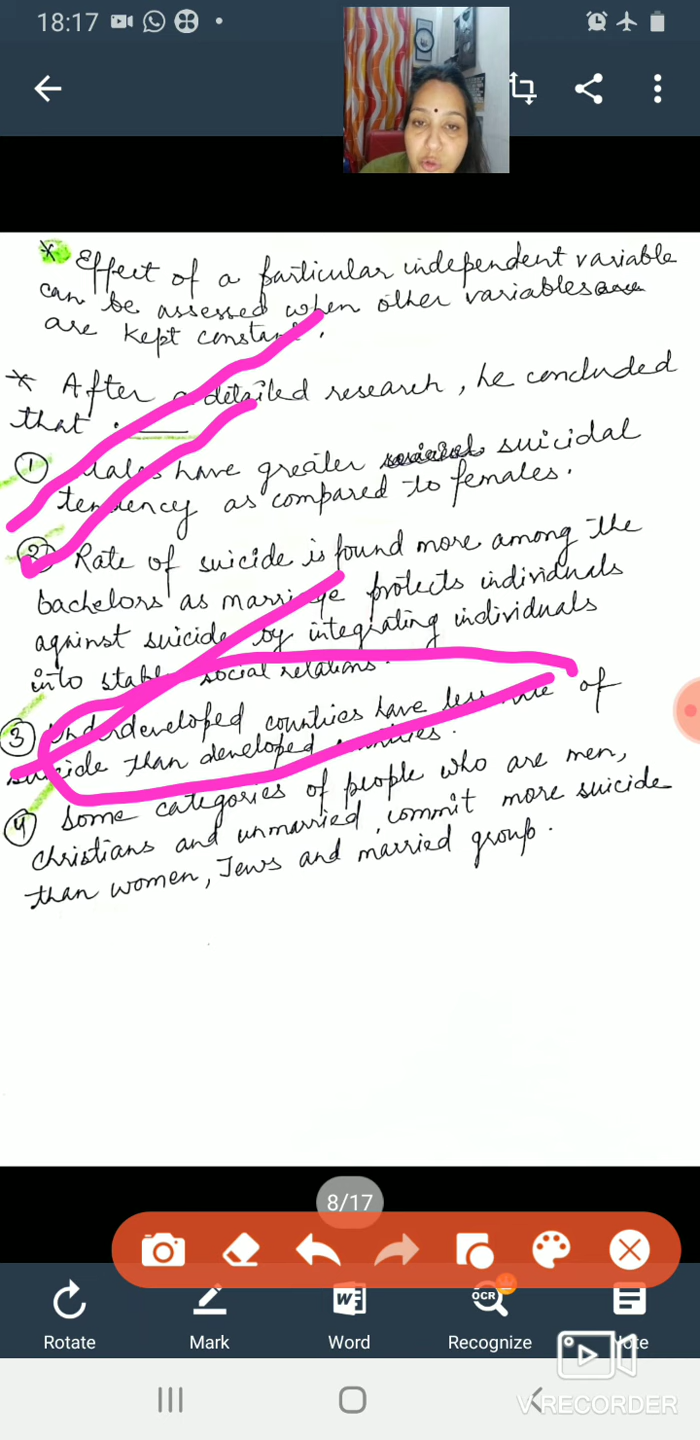 18:17
* Effect of a particular independent variable
can be assessed when other variables are
are kept constant.
* After a detailed research, he concluded
that.
① Males have greater social suicidal
tendency as compared to females.
② Rate of suicide is found more among the
bachelors as marriage protects individuals
against suicide by integrating individuals
into stable social relations.
③ Underdeveloped countries have less rate of
suicide than developed countries.
④ Some categories of people who are men,
Christians and unmarried, commit more suicide
than women, Jews and married group.
8/17
W
OCR
Rotate
Mark
Word
Recognize
Note
V RECORDER